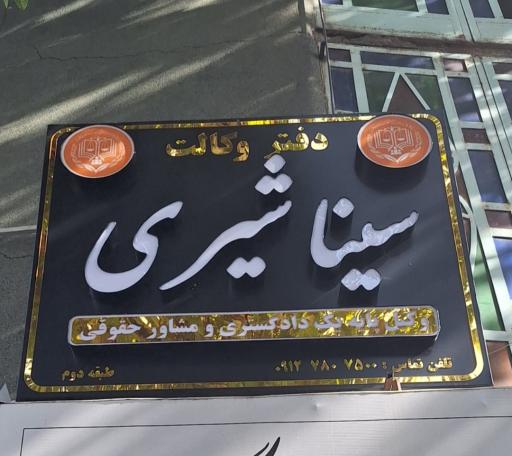 دفتر وکالت
سینا شیری
وکیل پایه یک دادگستری و مشاور حقوقی
تلفن تماس : ۷۵۰۰ ۷۸۰ ۰۹۱۲
طبقه دوم